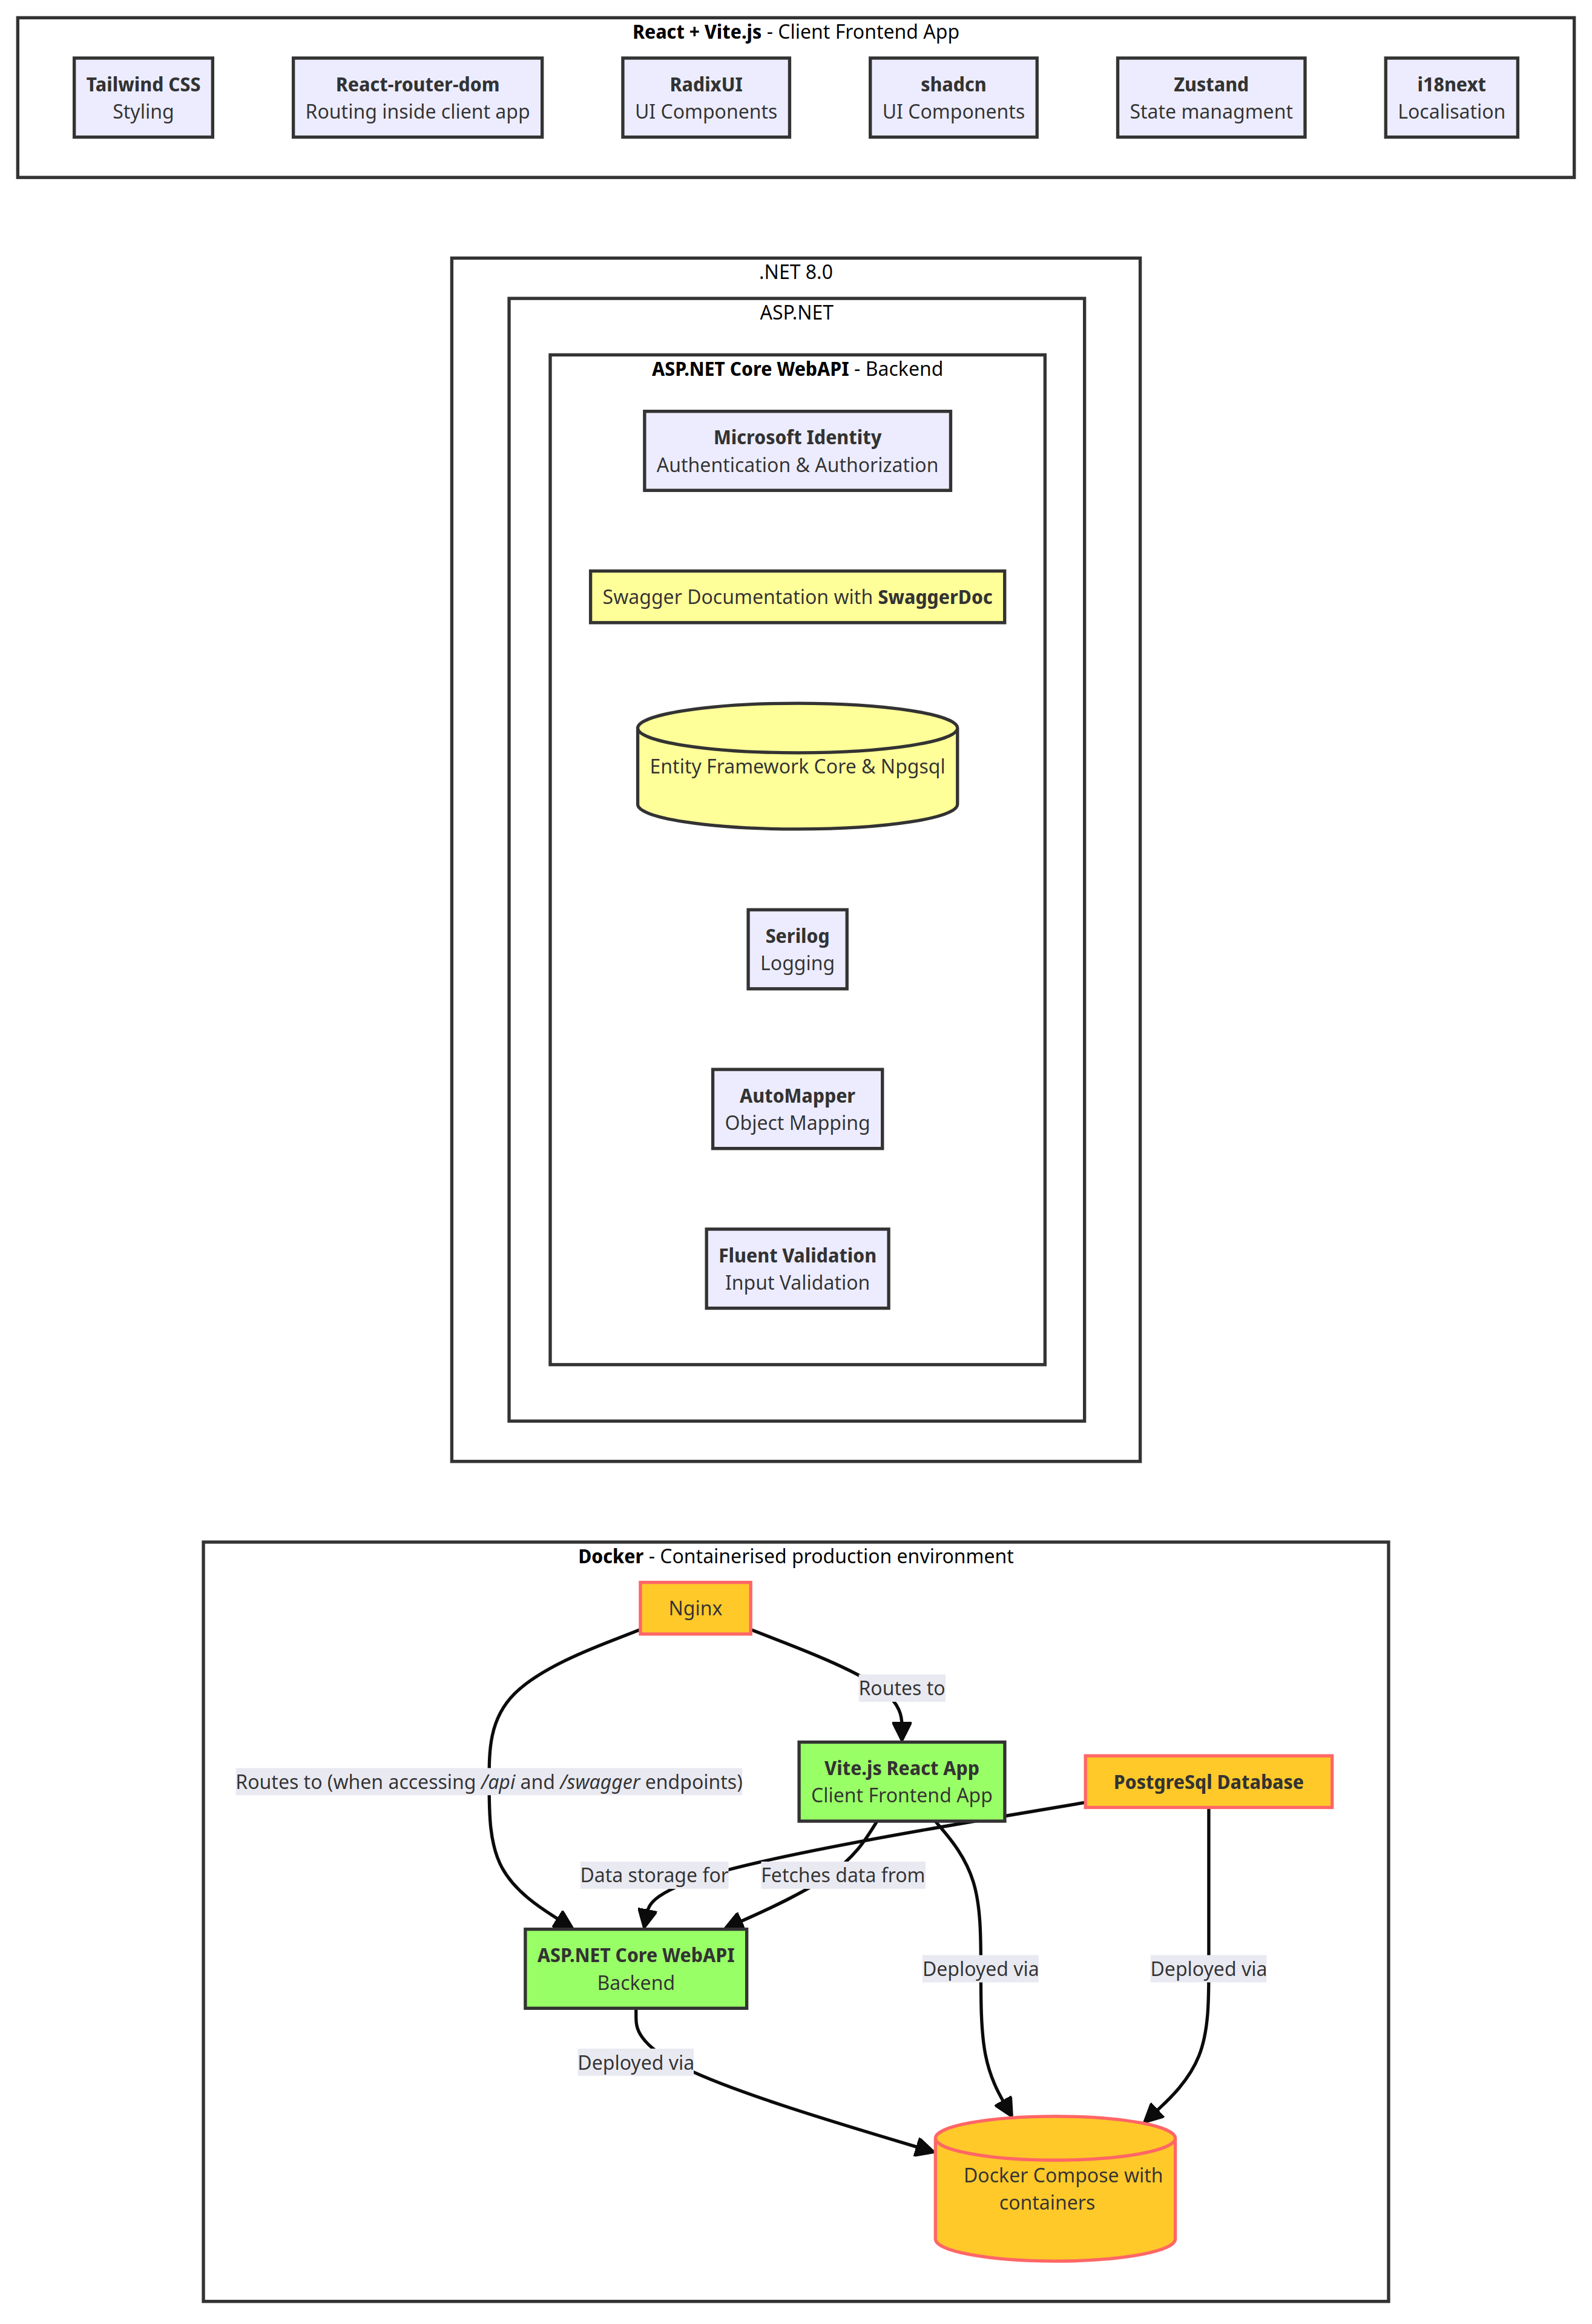 React + Vite.js - Client Frontend App
Tailwind CSS
Styling
React-router-dom
Routing inside client app
RadixUI
UI Components
shadcn
UI Components
Zustand
State managment
i18next
Localisation
.NET 8.0
ASP.NET
ASP.NET Core WebAPI - Backend
Microsoft Identity
Authentication & Authorization
Swagger Documentation with SwaggerDoc
Entity Framework Core & Npgsql
Serilog
Logging
AutoMapper
Object Mapping
Fluent Validation
Input Validation
Docker - Containerised production environment
Nginx
Routes to
Routes to (when accessing /api and /swagger endpoints)
Vite.js React App
Client Frontend App
PostgreSql Database
Data storage for
Fetches data from
ASP.NET Core WebAPI
Backend
Deployed via
Deployed via
Deployed via
Docker Compose with
containers